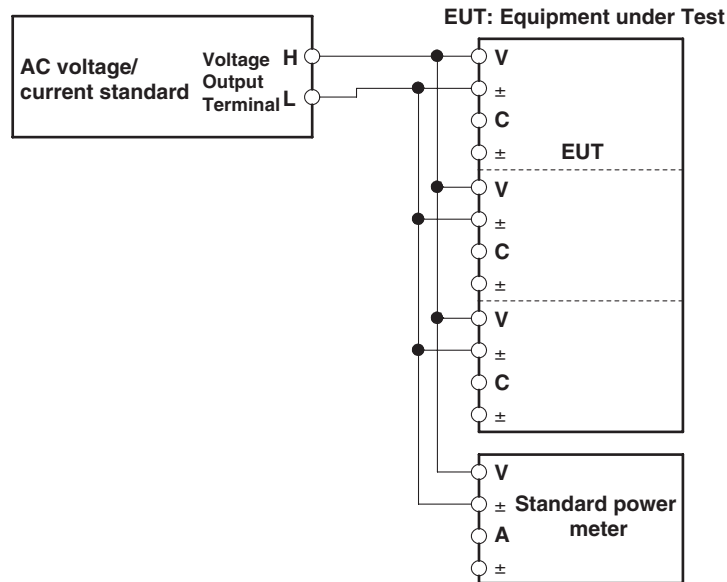 EUT: Equipment under Test
AC voltage/
current standard
Voltage H
Output
Terminal L
V
±
C
±
EUT
V
±
C
±
V
±
C
±
V
± Standard power
meter
A
±